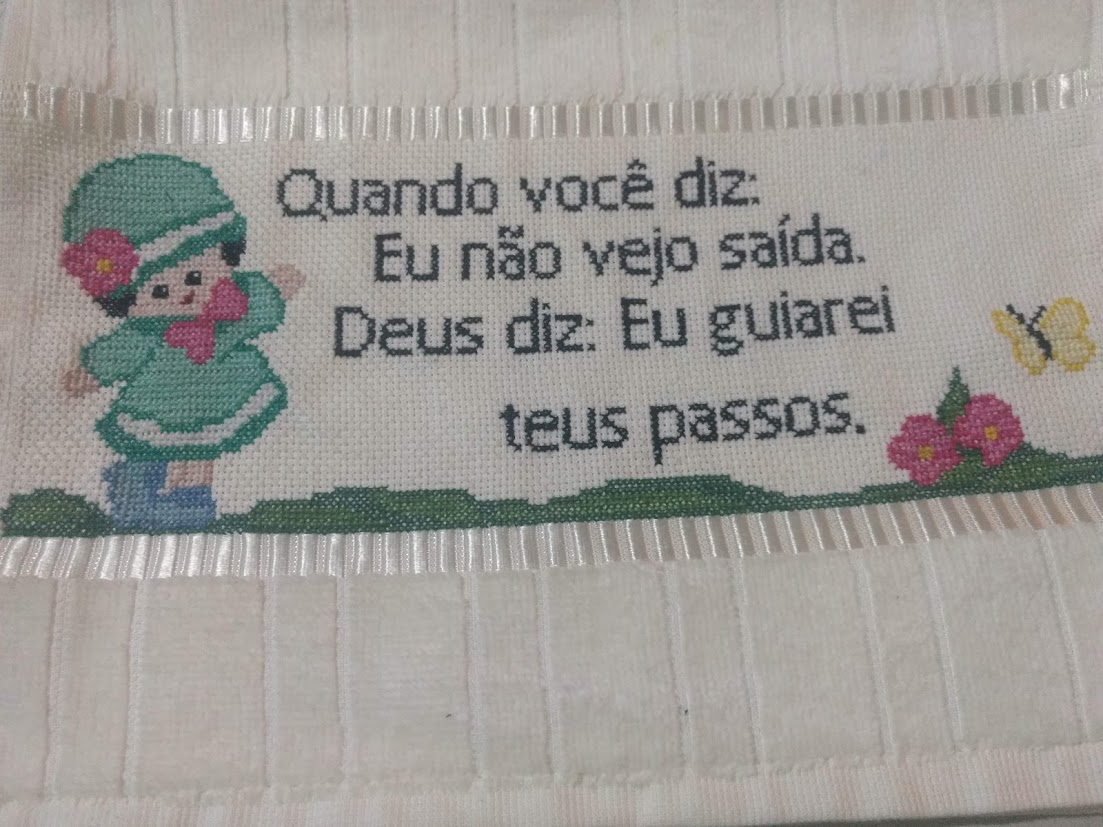 Quando você diz:
Eu não vejo saída.
Deus diz: Eu guiarei
teus passos.